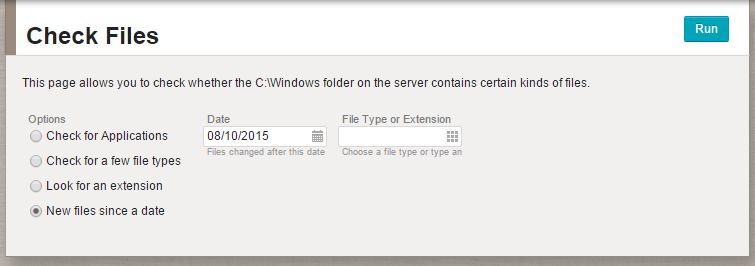 Check Files
Run
This page allows you to check whether the C:\Windows folder on the server contains certain kinds of files.
Options
Check for Applications
Check for a few file types
Look for an extension
New files since a date
Date
08/10/2015
Files changed after this date
File Type or Extension
Choose a file type or type an